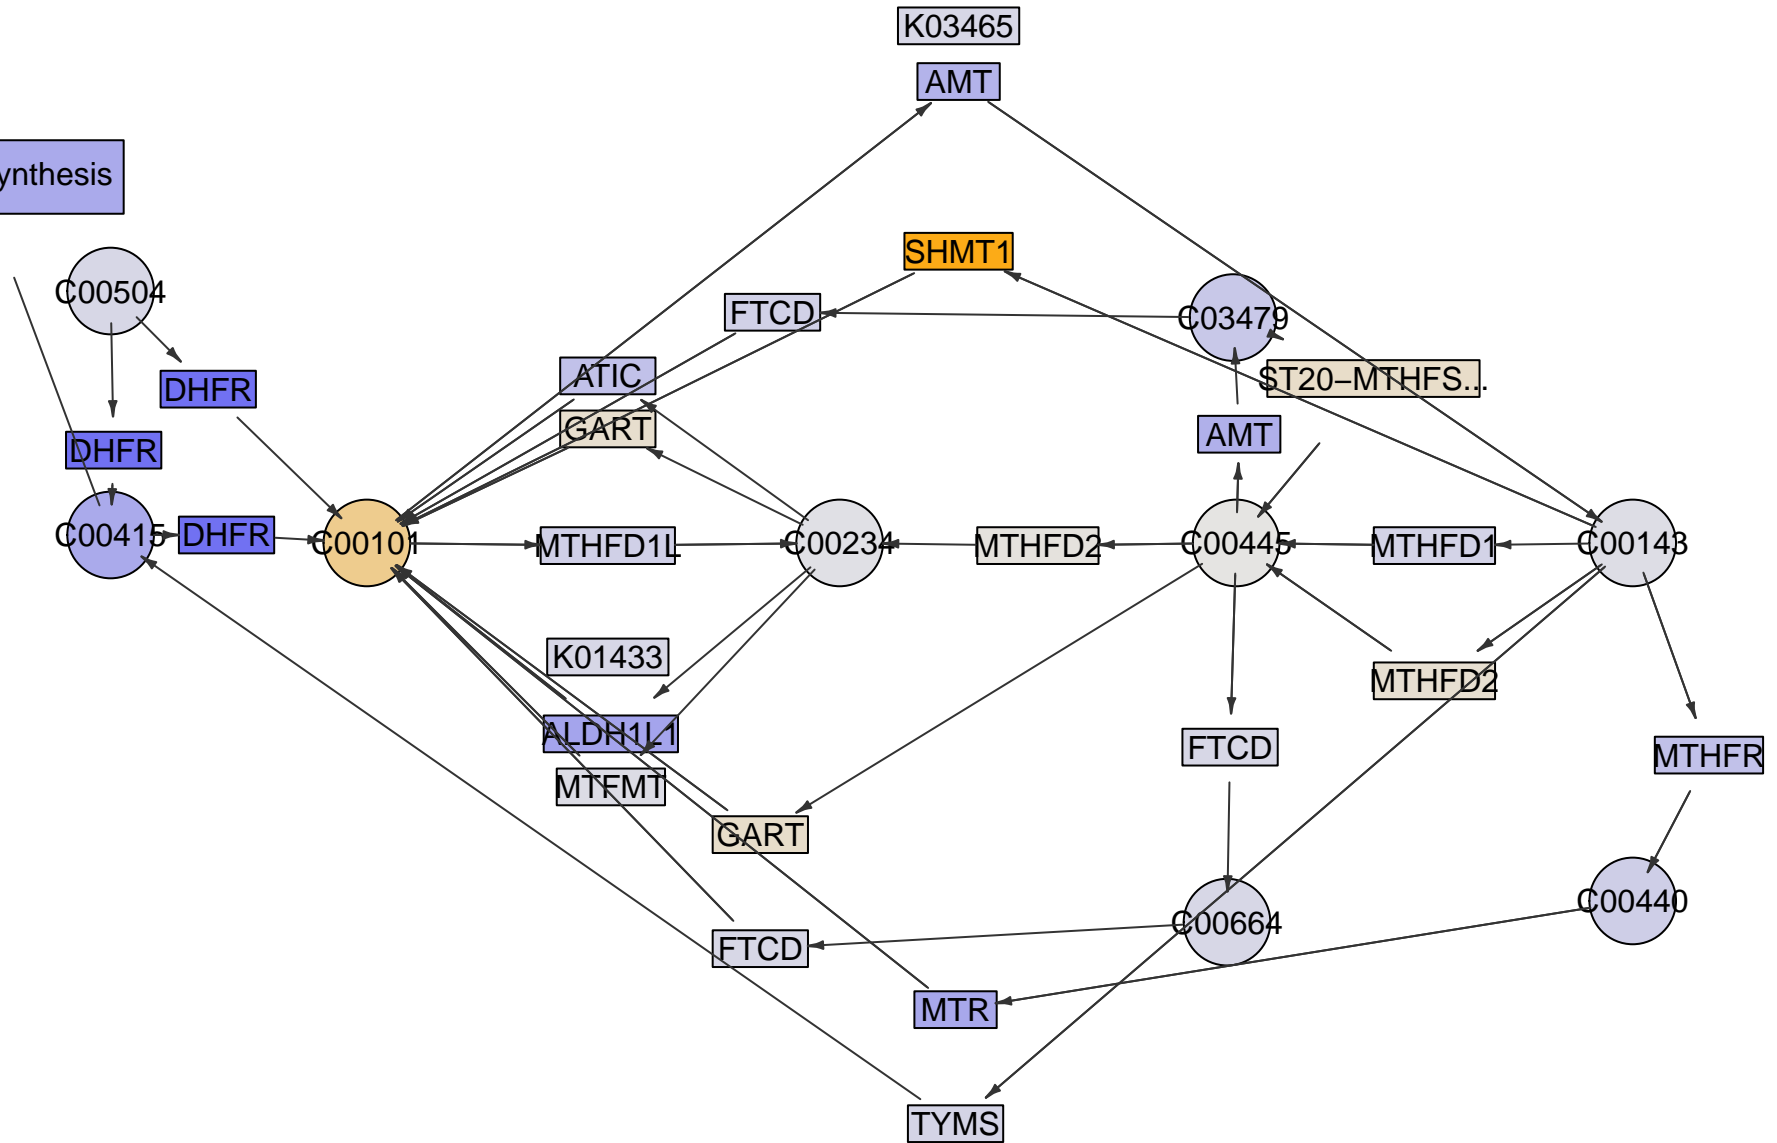 K03465
AMT
ynthesis
SHMT1
C00504
FTCD
C03479
ATIC
ST20−MTHFS...
DHFR
GART
AMT
DHFR
C00415
DHFR
C00101
MTHFD1L
C00234
MTHFD2
C00445
MTHFD1
C00143
K01433
MTHFD2
ALDH1L1
FTCD
MTHFR
MTFMT
GART
C00440
C00664
FTCD
MTR
TYMS